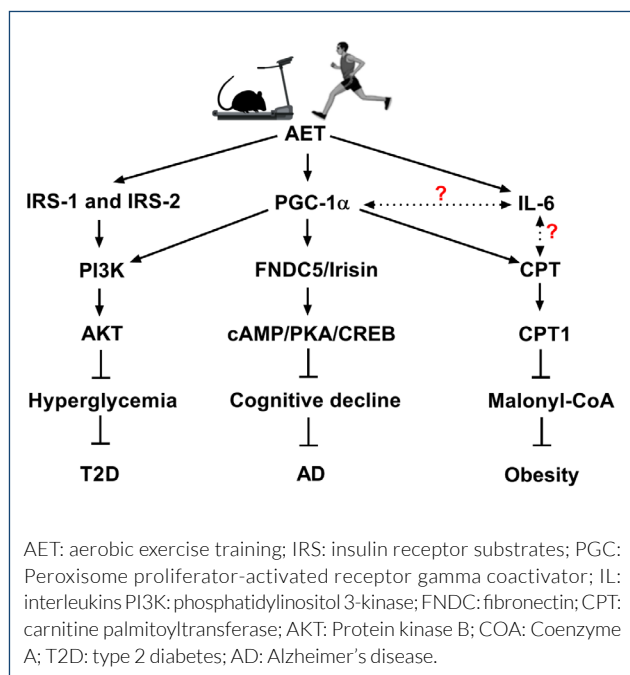 AET
IRS-1 and IRS-2 PGC-1α ? IL-6
?
PI3K FNDC5/Irisin CPT
AKT cAMP/PKA/CREB CPT1
Hyperglycemia Cognitive decline Malonyl-CoA
T2D AD Obesity
AET: aerobic exercise training; IRS: insulin receptor substrates; PGC:
Peroxisome proliferator-activated receptor gamma coactivator; IL:
interleukins PI3K: phosphatidylinositol 3-kinase; FNDC: fibronectin; CPT:
carnitine palmitoyltransferase; AKT: Protein kinase B; COA: Coenzyme
A; T2D: type 2 diabetes; AD: Alzheimer’s disease.